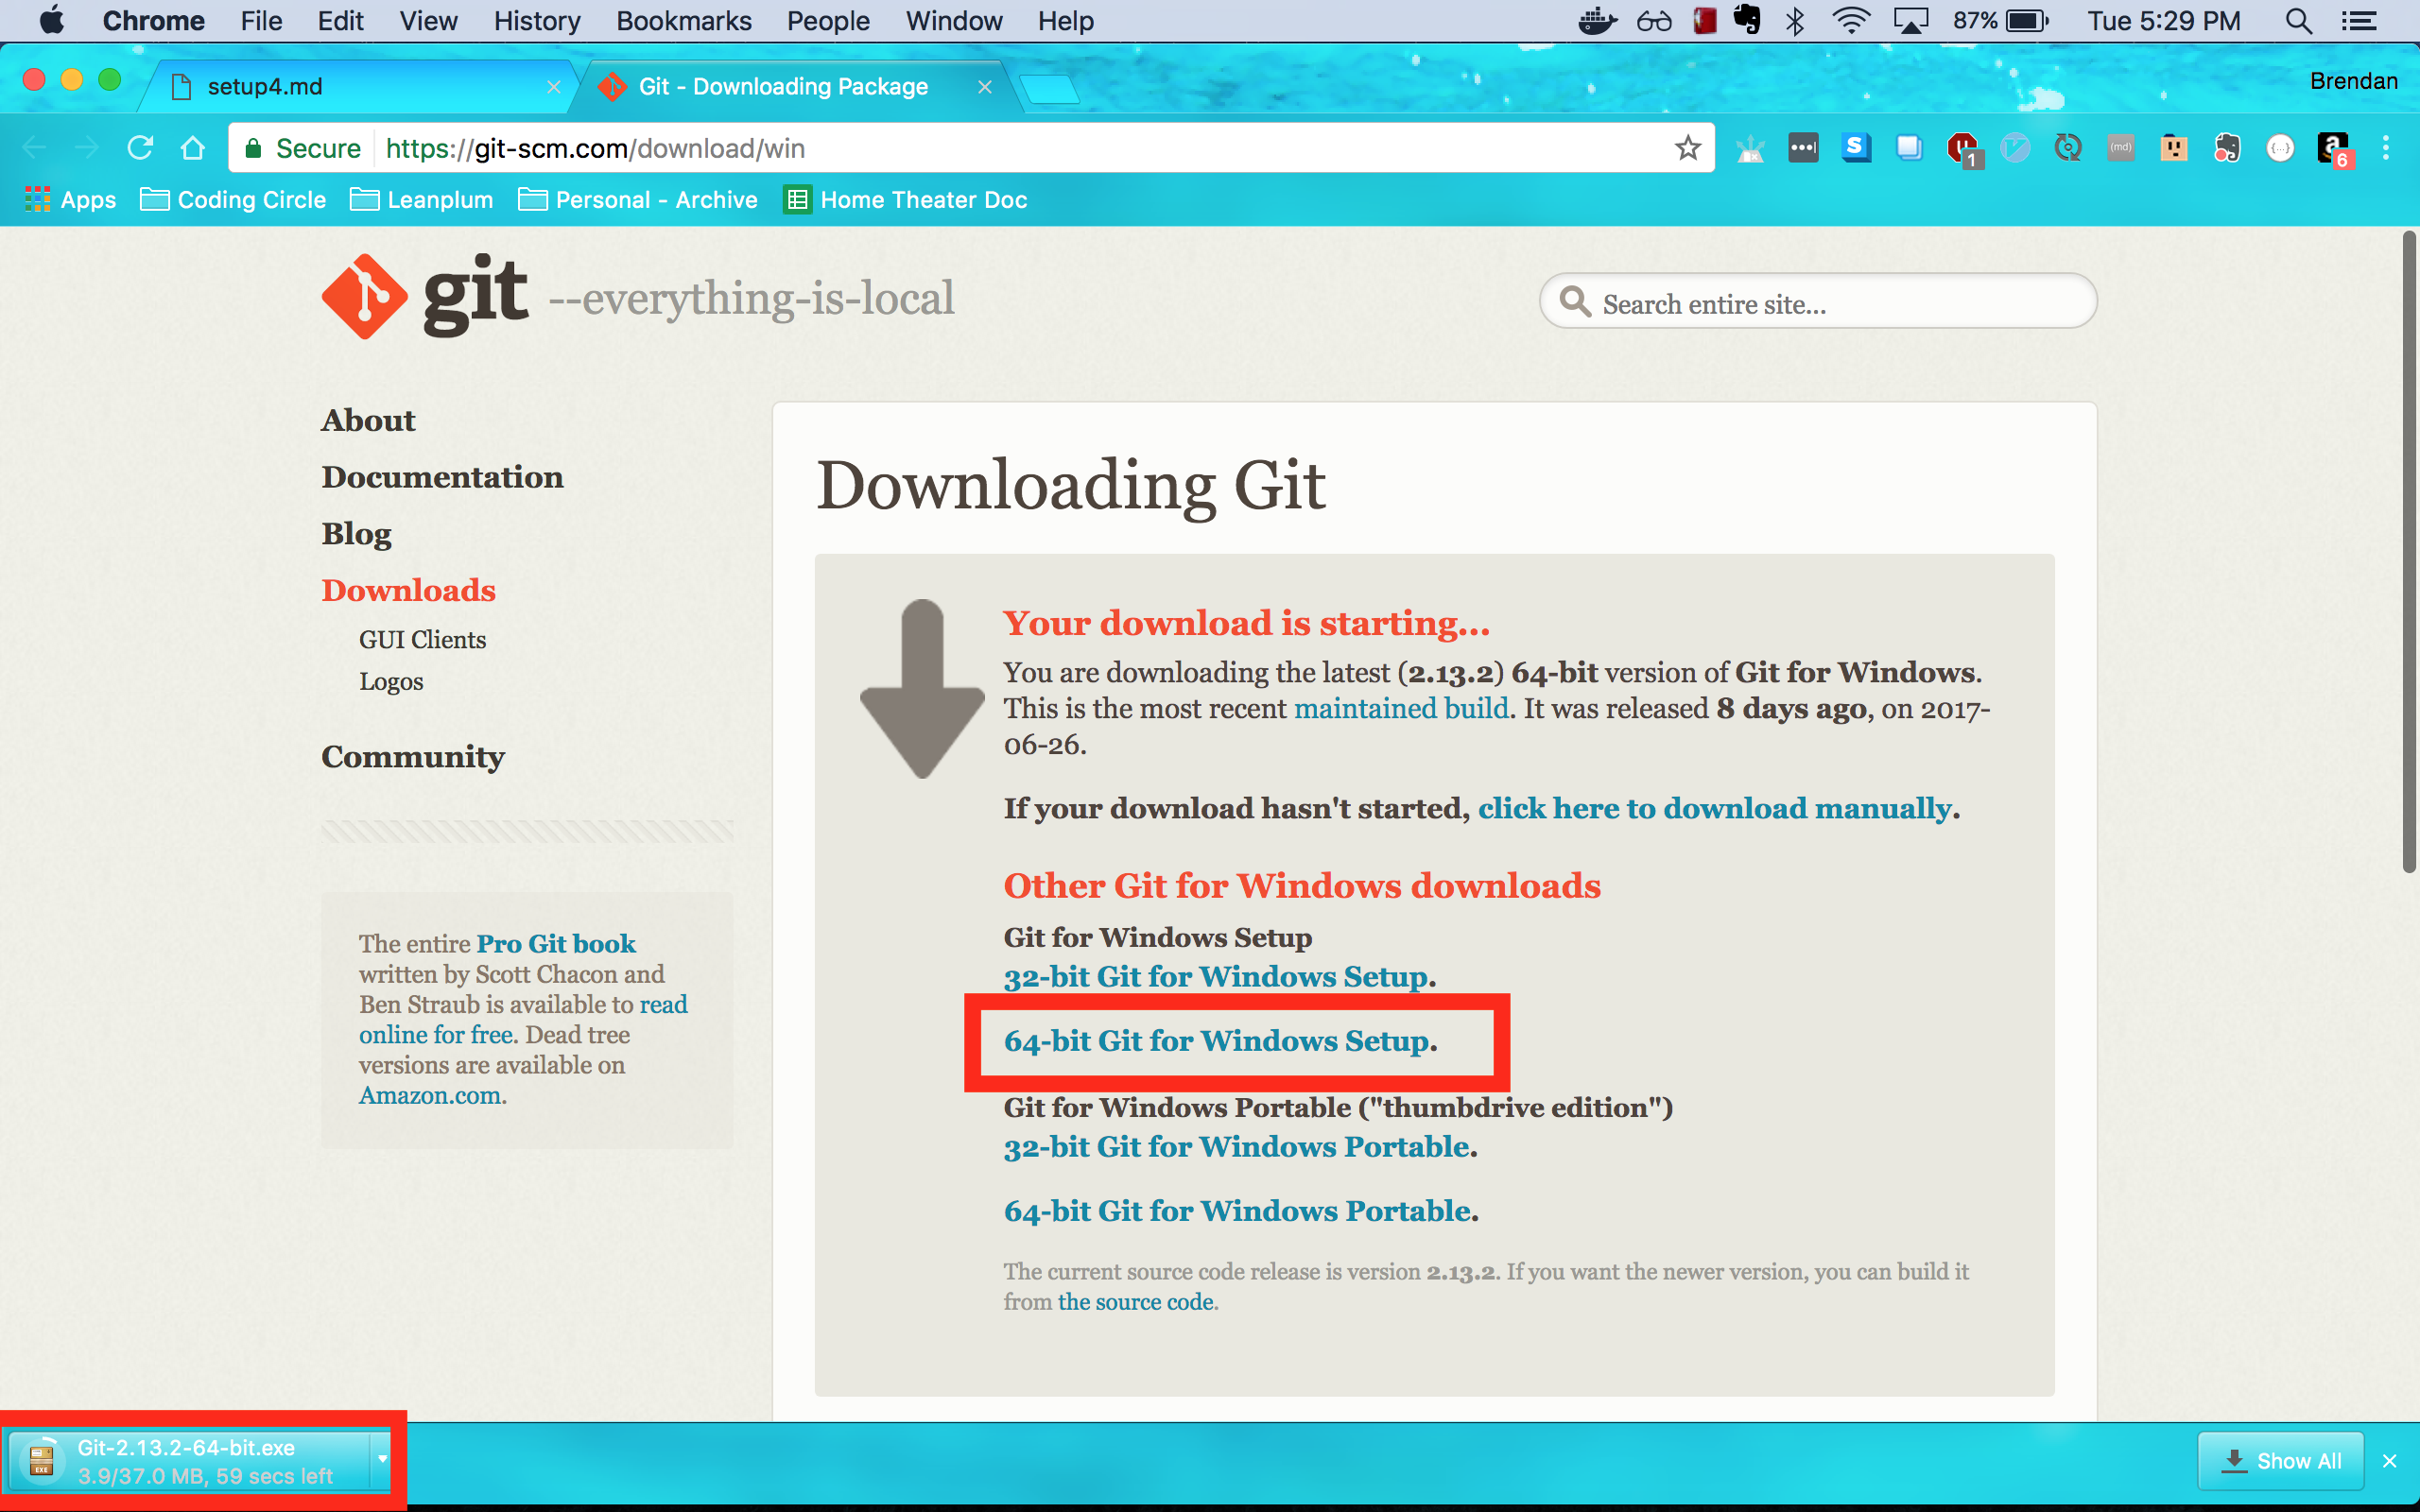 Chrome File Edit View History Bookmarks People Window Help 87% Tue 5:29 PM
setup4.md Git - Downloading Package Brendan
Secure https://git-scm.com/download/win S 1 (md) {...} a 6
Apps Coding Circle Leanplum Personal - Archive Home Theater Doc
git --everything-is-local
Search entire site...
About
Documentation
Blog
Downloads
GUI Clients
Logos
Community
The entire Pro Git book
written by Scott Chacon and
Ben Straub is available to read
online for free. Dead tree
versions are available on
Amazon.com.
Downloading Git
Your download is starting...
You are downloading the latest (2.13.2) 64-bit version of Git for Windows.
This is the most recent maintained build. It was released 8 days ago, on 2017-
06-26.
If your download hasn't started, click here to download manually.
Other Git for Windows downloads
Git for Windows Setup
32-bit Git for Windows Setup.
64-bit Git for Windows Setup.
Git for Windows Portable ("thumbdrive edition")
32-bit Git for Windows Portable.
64-bit Git for Windows Portable.
The current source code release is version 2.13.2. If you want the newer version, you can build it
from the source code.
EXE
Git-2.13.2-64-bit.exe
3.9/37.0 MB, 59 secs left
Show All